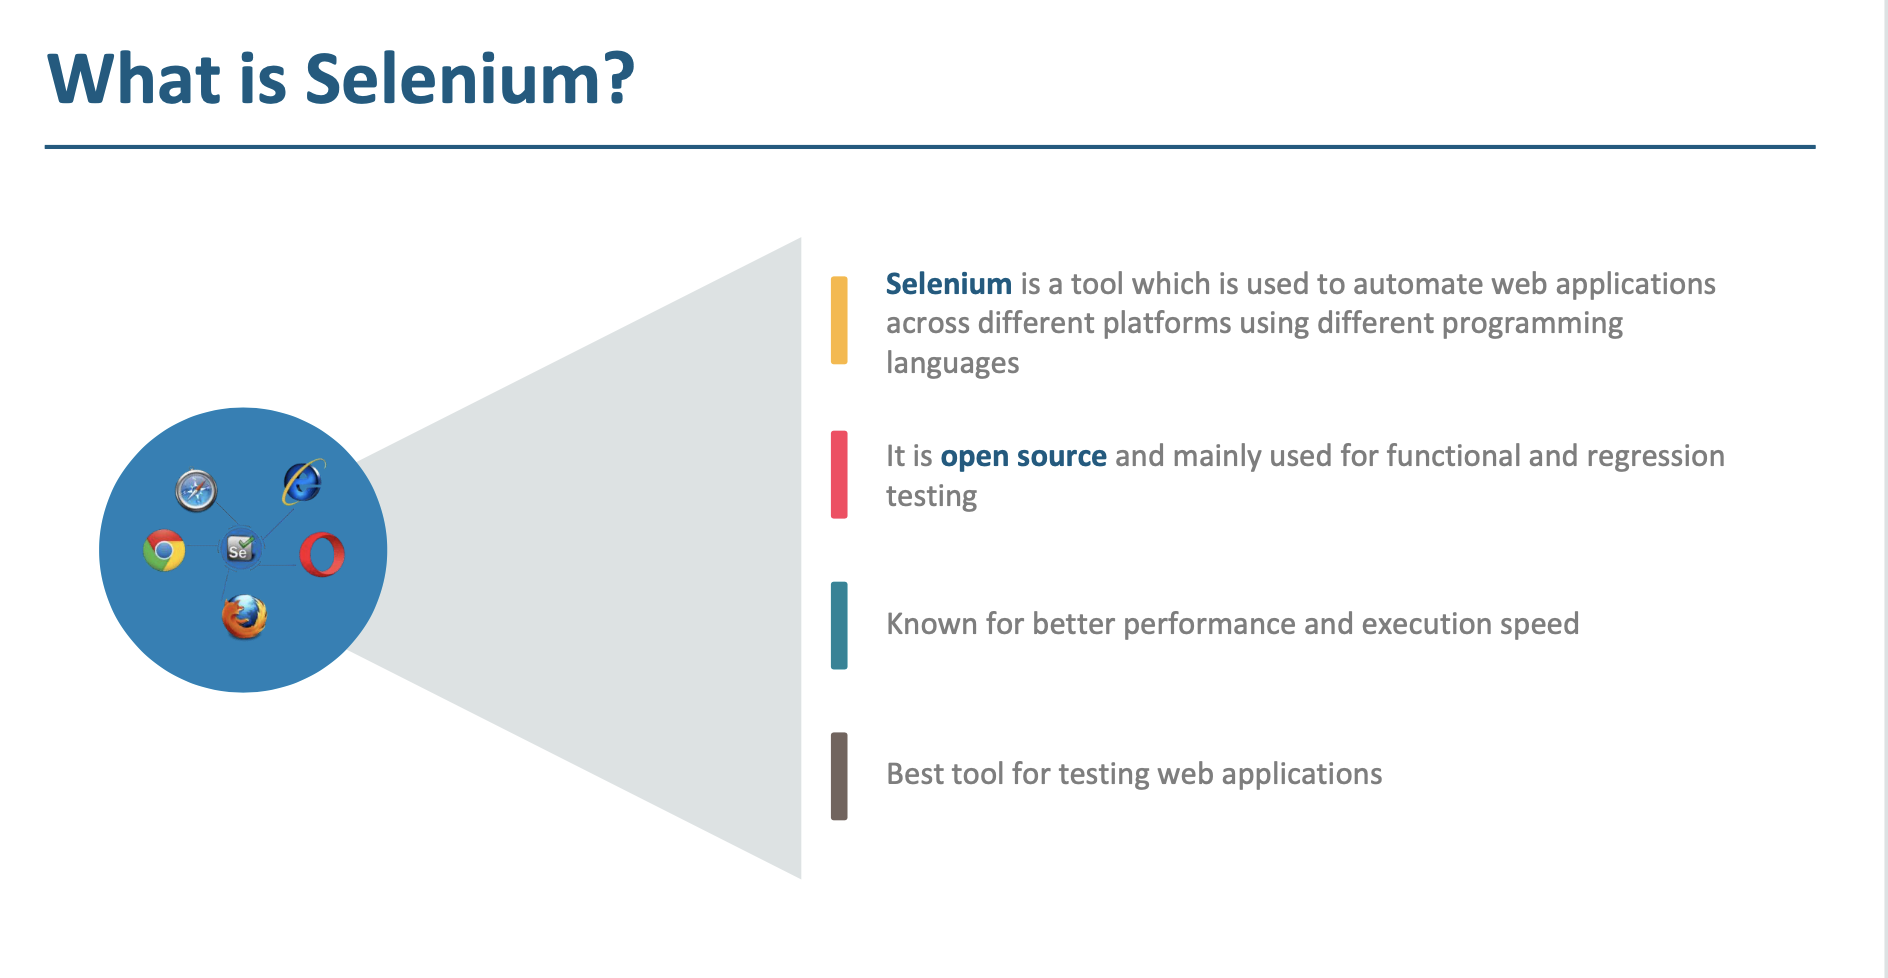 What is Selenium?
Selenium is a tool which is used to automate web applications
across different platforms using different programming
languages
It is open source and mainly used for functional and regression
testing
Se
Known for better performance and execution speed
Best tool for testing web applications